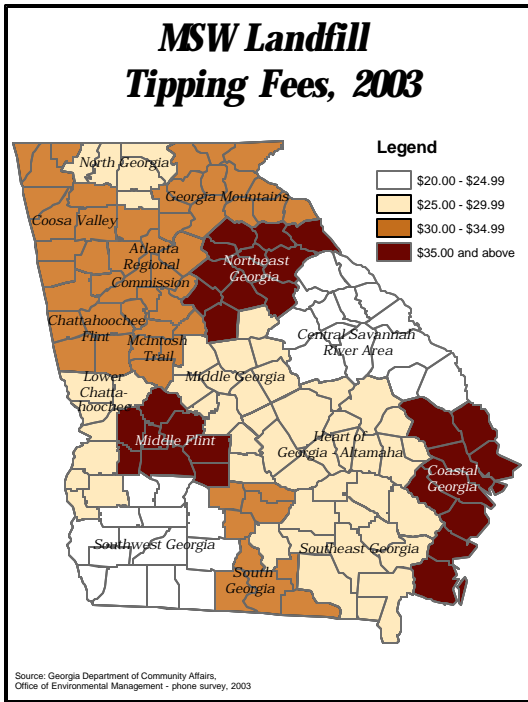 MSW Landfill
Tipping Fees, 2003
Legend
$20.00 - $24.99
$25.00 - $29.99
$30.00 - $34.99
$35.00 and above
North Georgia
Georgia Mountains
Coosa Valley
Atlanta
Regional
Commission
Northeast
Georgia
Chattahoochee
Flint
McIntosh
Trail
Central Savannah
River Area
Lower
Chatta-
hoochee
Middle Georgia
Middle Flint
Heart of
Georgia - Altamaha
Coastal
Georgia
Southwest Georgia
Southeast Georgia
South
Georgia
Source: Georgia Department of Community Affairs,
Office of Environmental Management - phone survey, 2003